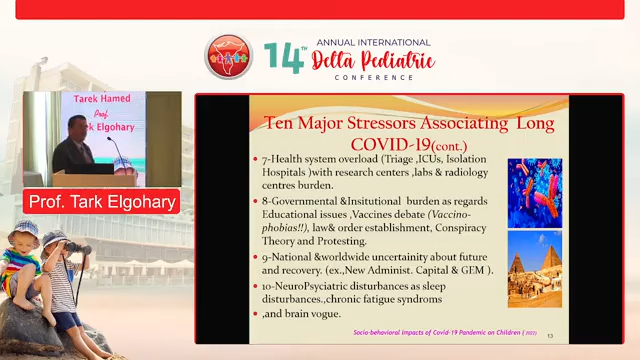 14TH ANNUAL INTERNATIONAL
Delta Pediatric
CONFERENCE
Tarek Hamed
Prof.
rk Elgohary
Prof. Tark Elgohary
Ten Major Stressors Associating Long
COVID-19(cont.)
• 7-Health system overload (Triage ,ICUs, Isolation
Hospitals )with research centers ,labs & radiology
centres burden.
• 8-Governmental &Insitutional burden as regards
Educational issues ,Vaccines debate (Vaccino-
phobias!!), law& order establishment, Conspiracy
Theory and Protesting.
• 9-National &worldwide uncertainity about future
and recovery. (ex.,New Administ. Capital & GEM ).
• 10-NeuroPsyciatric disturbances as sleep
disturbances.,chronic fatigue syndroms
• ,and brain vogue.
Socio-behavioral Impacts of Covid-19 Pandemic on Children ( 2022)
13